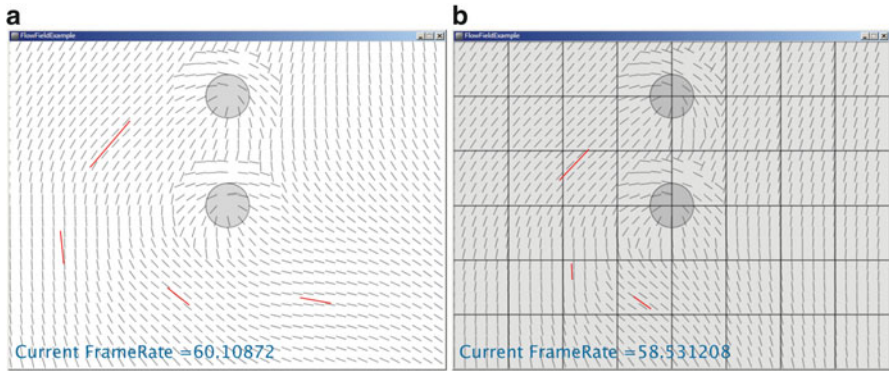 a
b
FlowFieldExample
FlowFieldExample
Current FrameRate =60.10872
Current FrameRate =58.531208